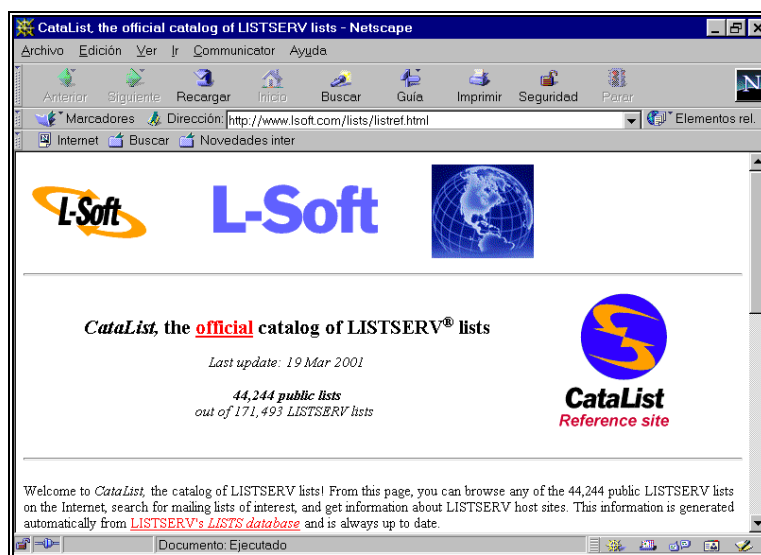 CataList, the official catalog of LISTSERV lists - Netscape
Archivo Edición Ver Ir Communicator Ayuda
Anterior Siguiente Recargar Inicio Buscar Guía Imprimir Seguridad Parar
N
Marcadores Dirección: http://www.lsoft.com/lists/listref.html Elementos rel.
Internet Buscar Novedades inter
L-Soft L-Soft
CataList, the official catalog of LISTSERV® lists
Last update: 19 Mar 2001
44,244 public lists
out of 171,493 LISTSERV lists
CataList
Reference site
Welcome to CataList, the catalog of LISTSERV lists! From this page, you can browse any of the 44,244 public LISTSERV lists
on the Internet, search for mailing lists of interest, and get information about LISTSERV host sites. This information is generated
automatically from LISTSERV's LISTS database and is always up to date.
Documento: Ejecutado